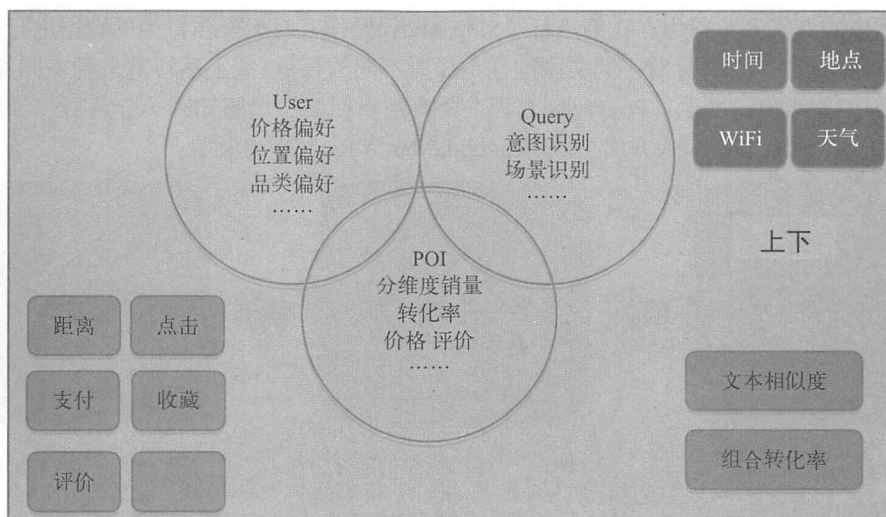 User
价格偏好
位置偏好
品类偏好
……
Query
意图识别
场景识别
……
POI
分维度销量
转化率
价格 评价
……
时间 地点
WiFi 天气
上下
距离 点击
支付 收藏
评价
文本相似度
组合转化率